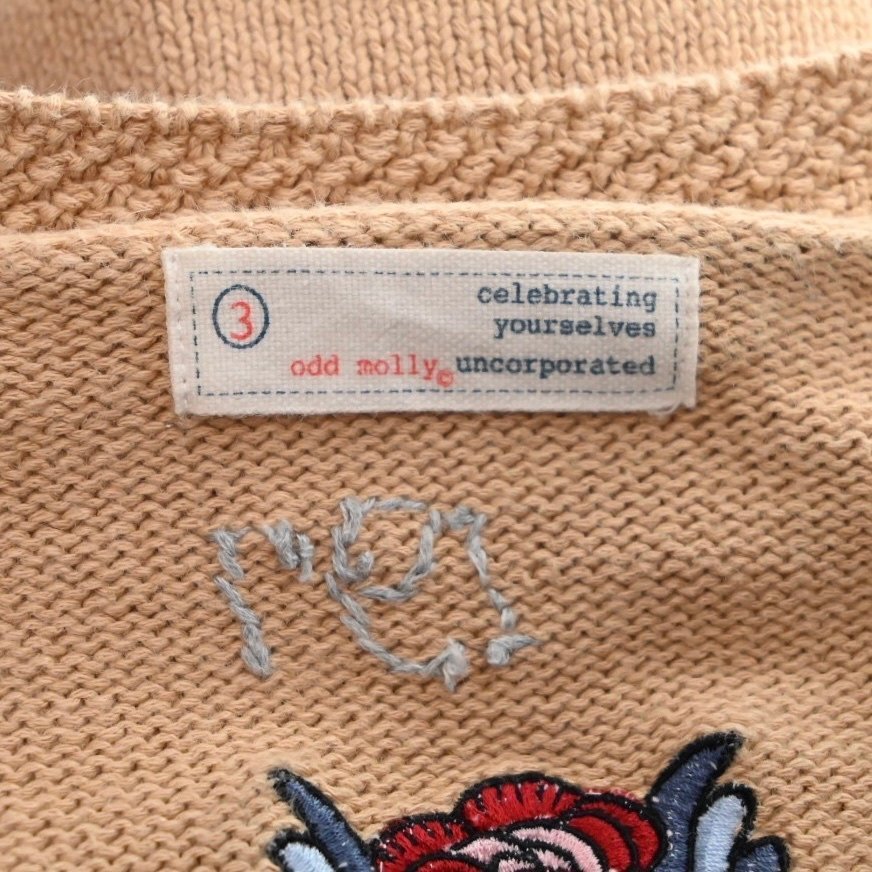 3
celebrating
yourselves
odd molly© uncorporated